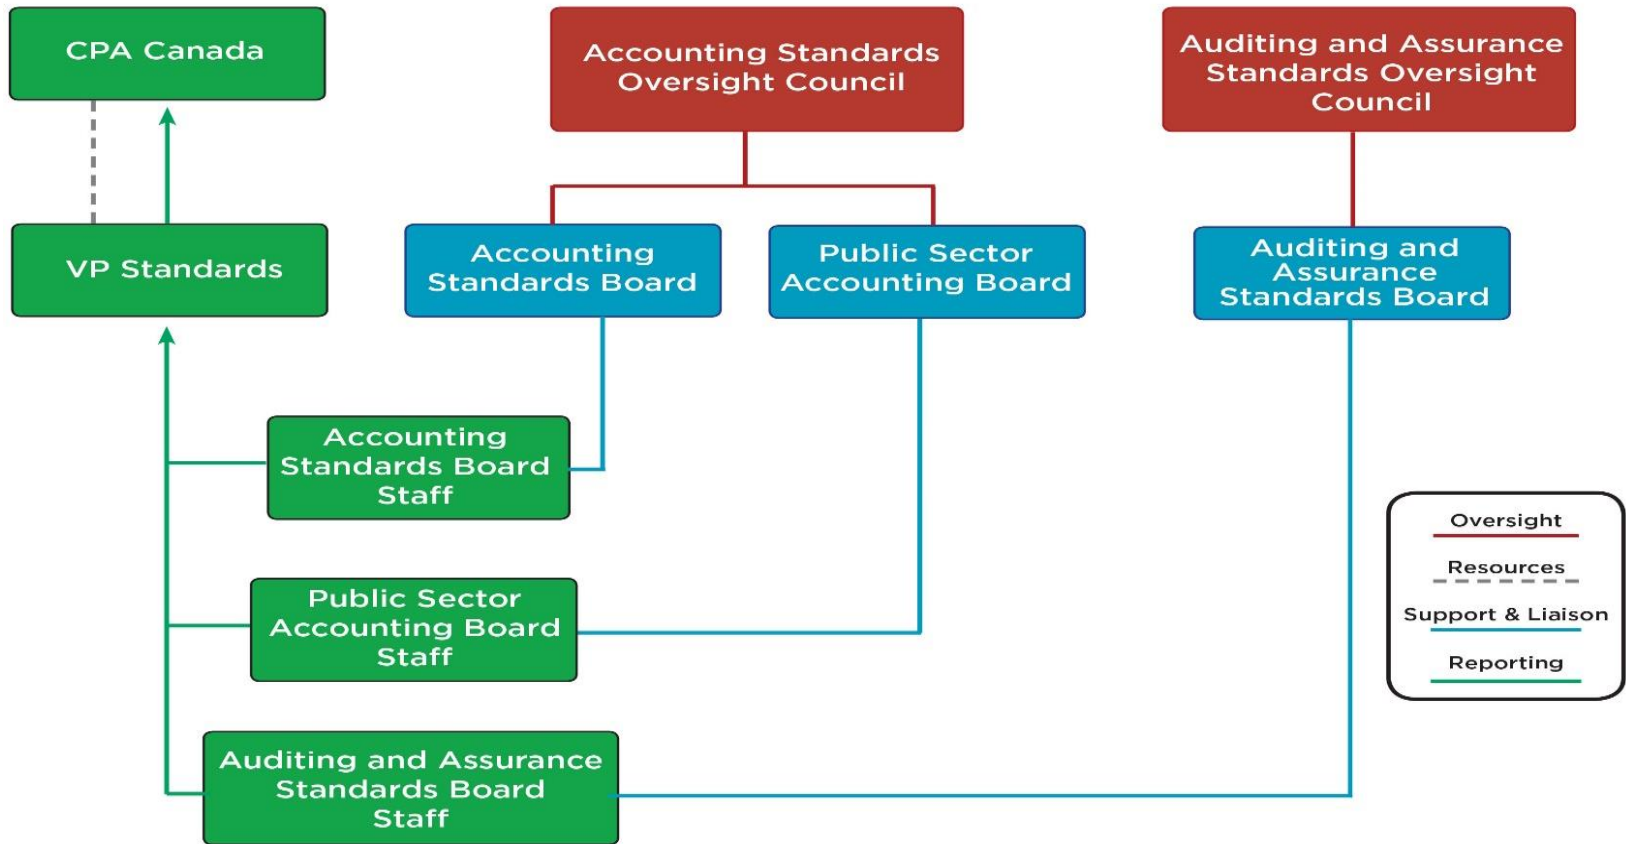 CPA Canada
Accounting Standards
Oversight Council
Auditing and Assurance
Standards Oversight
Council
VP Standards
Accounting
Standards Board
Public Sector
Accounting Board
Auditing and
Assurance
Standards Board
Accounting
Standards Board
Staff
Public Sector
Accounting Board
Staff
Auditing and Assurance
Standards Board
Staff
Oversight
Resources
Support & Liaison
Reporting